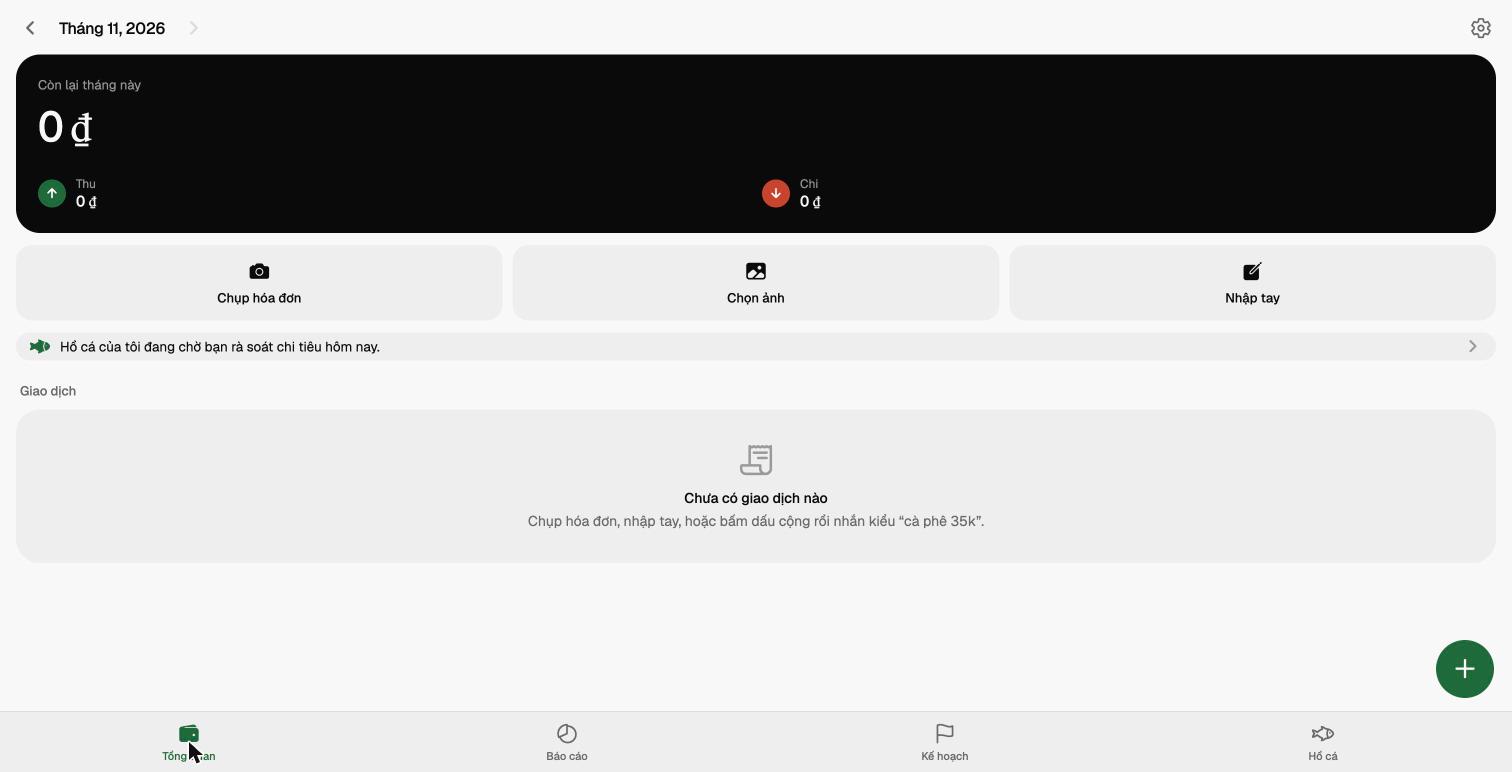 Tháng 11, 2026
Còn lại tháng này
0 ₫
Thu
0 ₫
Chi
0 ₫
Chụp hóa đơn
Chọn ảnh
Nhập tay
Hồ cá của tôi đang chờ bạn rà soát chi tiêu hôm nay.
Giao dịch
Chưa có giao dịch nào
Chụp hóa đơn, nhập tay, hoặc bấm dấu cộng rồi nhắn kiểu “cà phê 35k”.
Tổng
Báo cáo
Kế hoạch
Hồ cá